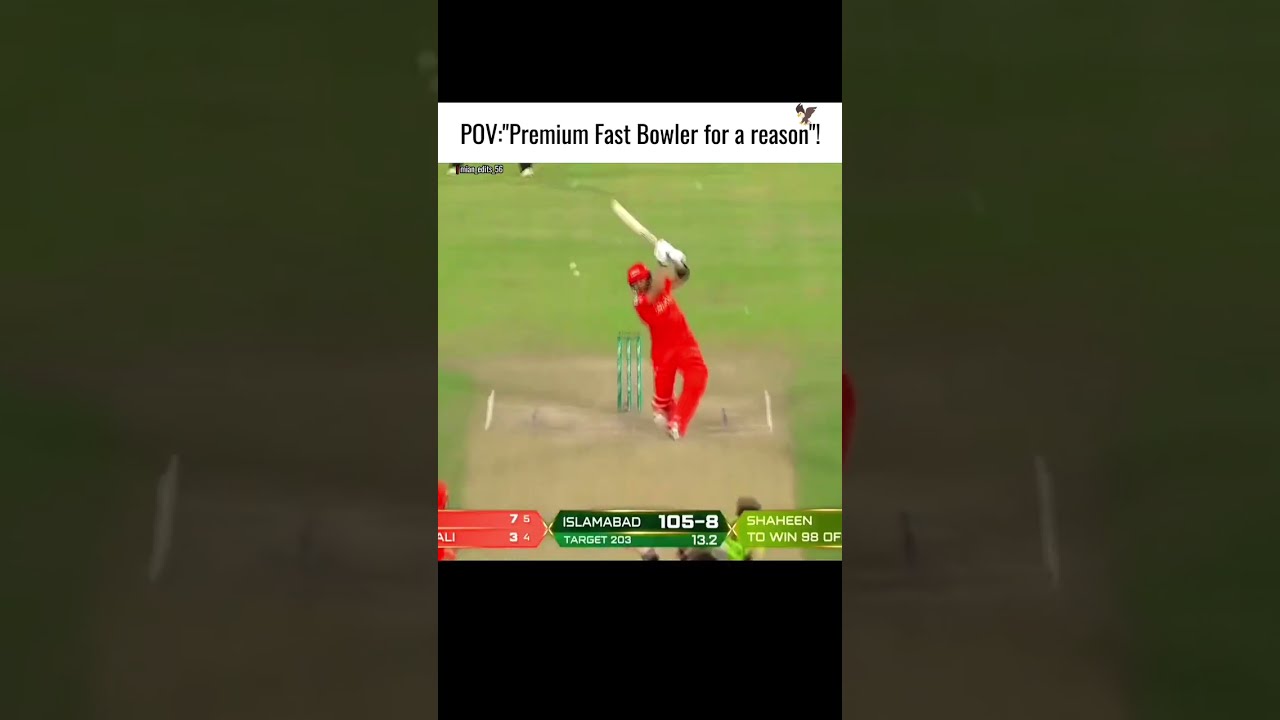 POV:"Premium Fast Bowler for a reason"!
mian_edits_56
7 5
ISLAMABAD 105-8
SHAHEEN
ALI 3 4
TARGET 203 13.2
TO WIN 98 OF